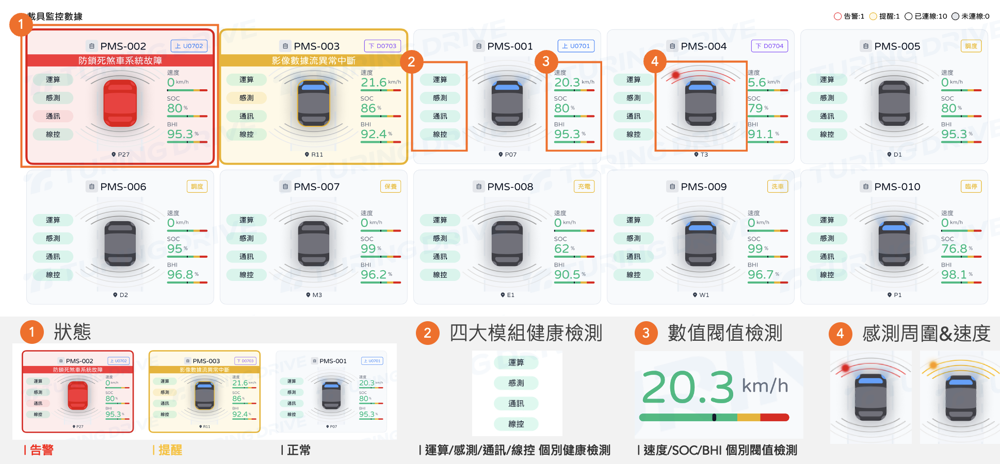 載具監控數據
告警:1 提醒:1 已連線:10 未連線:0
1
自 PMS-002 上 U0702
防鎖死煞車系統故障
運算
感測
通訊
線控
速度
0 km/h
SOC
80 %
BHI
95.3 %
P27
自 PMS-003 下 D0703
影像數據流異常中斷
運算
感測
通訊
線控
速度
21.6 km/h
SOC
86 %
BHI
92.4 %
R11
2
自 PMS-001 上 U0701
運算
感測
通訊
線控
3
速度
20.3 km/h
SOC
80 %
BHI
95.3 %
P07
自 PMS-004 下 D0704
4
運算
感測
通訊
線控
速度
5.6 km/h
SOC
79 %
BHI
91.1 %
T3
自 PMS-005 調度
運算
感測
通訊
線控
速度
0 km/h
SOC
80 %
BHI
95.3 %
D1
自 PMS-006 調度
運算
感測
通訊
線控
速度
0 km/h
SOC
95 %
BHI
96.8 %
D2
自 PMS-007 保養
運算
感測
通訊
線控
速度
0 km/h
SOC
99 %
BHI
96.2 %
M3
自 PMS-008 充電
運算
感測
通訊
線控
速度
0 km/h
SOC
62 %
BHI
90.5 %
E1
自 PMS-009 洗車
運算
感測
通訊
線控
速度
0 km/h
SOC
99 %
BHI
96.7 %
W1
自 PMS-010 臨停
運算
感測
通訊
線控
速度
0 km/h
SOC
76.8 %
BHI
98.1 %
P1
TURING DRIVE
1 狀態
自 PMS-002 上 U0702
防鎖死煞車系統故障
運算
感測
通訊
線控
速度
0 km/h
SOC
80 %
BHI
95.3 %
P27
| 告警
自 PMS-003 下 D0703
影像數據流異常中斷
運算
感測
通訊
線控
速度
21.6 km/h
SOC
86 %
BHI
92.4 %
R11
| 提醒
自 PMS-001 上 U0701
運算
感測
通訊
線控
速度
20.3 km/h
SOC
80 %
BHI
95.3 %
P07
| 正常
2 四大模組健康檢測
運算
感測
通訊
線控
| 運算/感測/通訊/線控 個別健康檢測
3 數值閥值檢測
20.3 km/h
| 速度/SOC/BHI 個別閥值檢測
4 感測周圍&速度